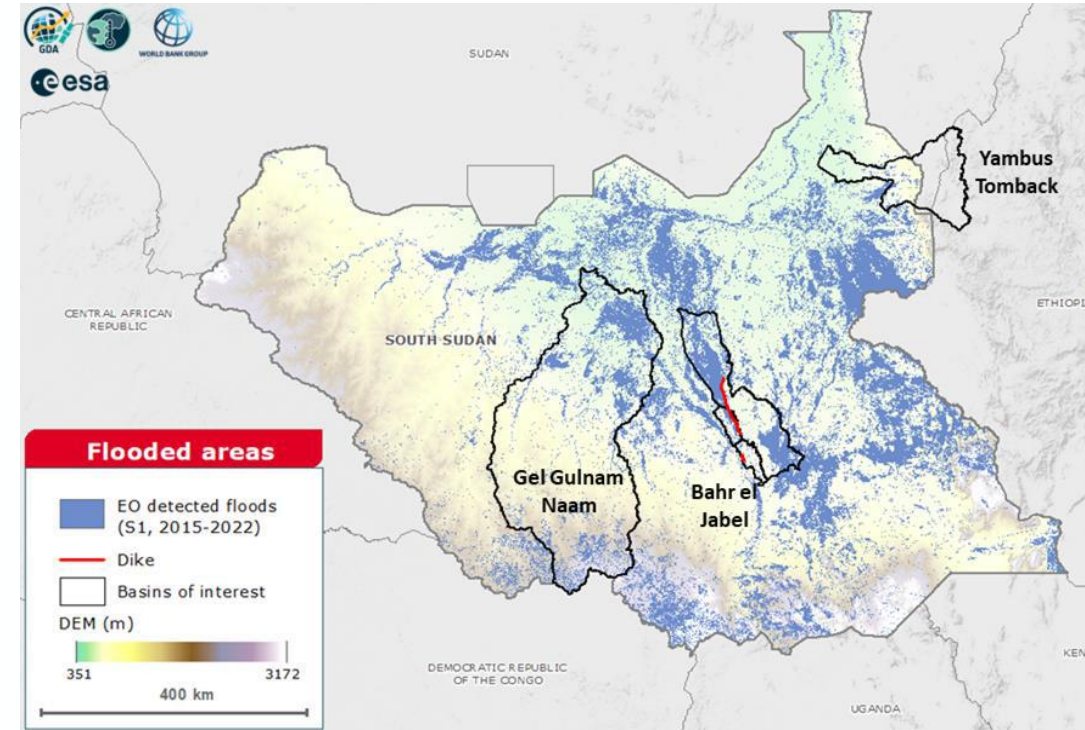 GDA
WORLD BANK GROUP
esa
SUDAN
Yambus
Tomback
CENTRAL AFRICAN
REPUBLIC
ETHIOPI
SOUTH SUDAN
Gel Gulnam
Naam
Bahr el
Jabel
Flooded areas
EO detected floods
(S1, 2015-2022)
Dike
Basins of interest
DEM (m)
351
3172
400 km
DEMOCRATIC REPUBLIC
OF THE CONGO
UGANDA
KEN